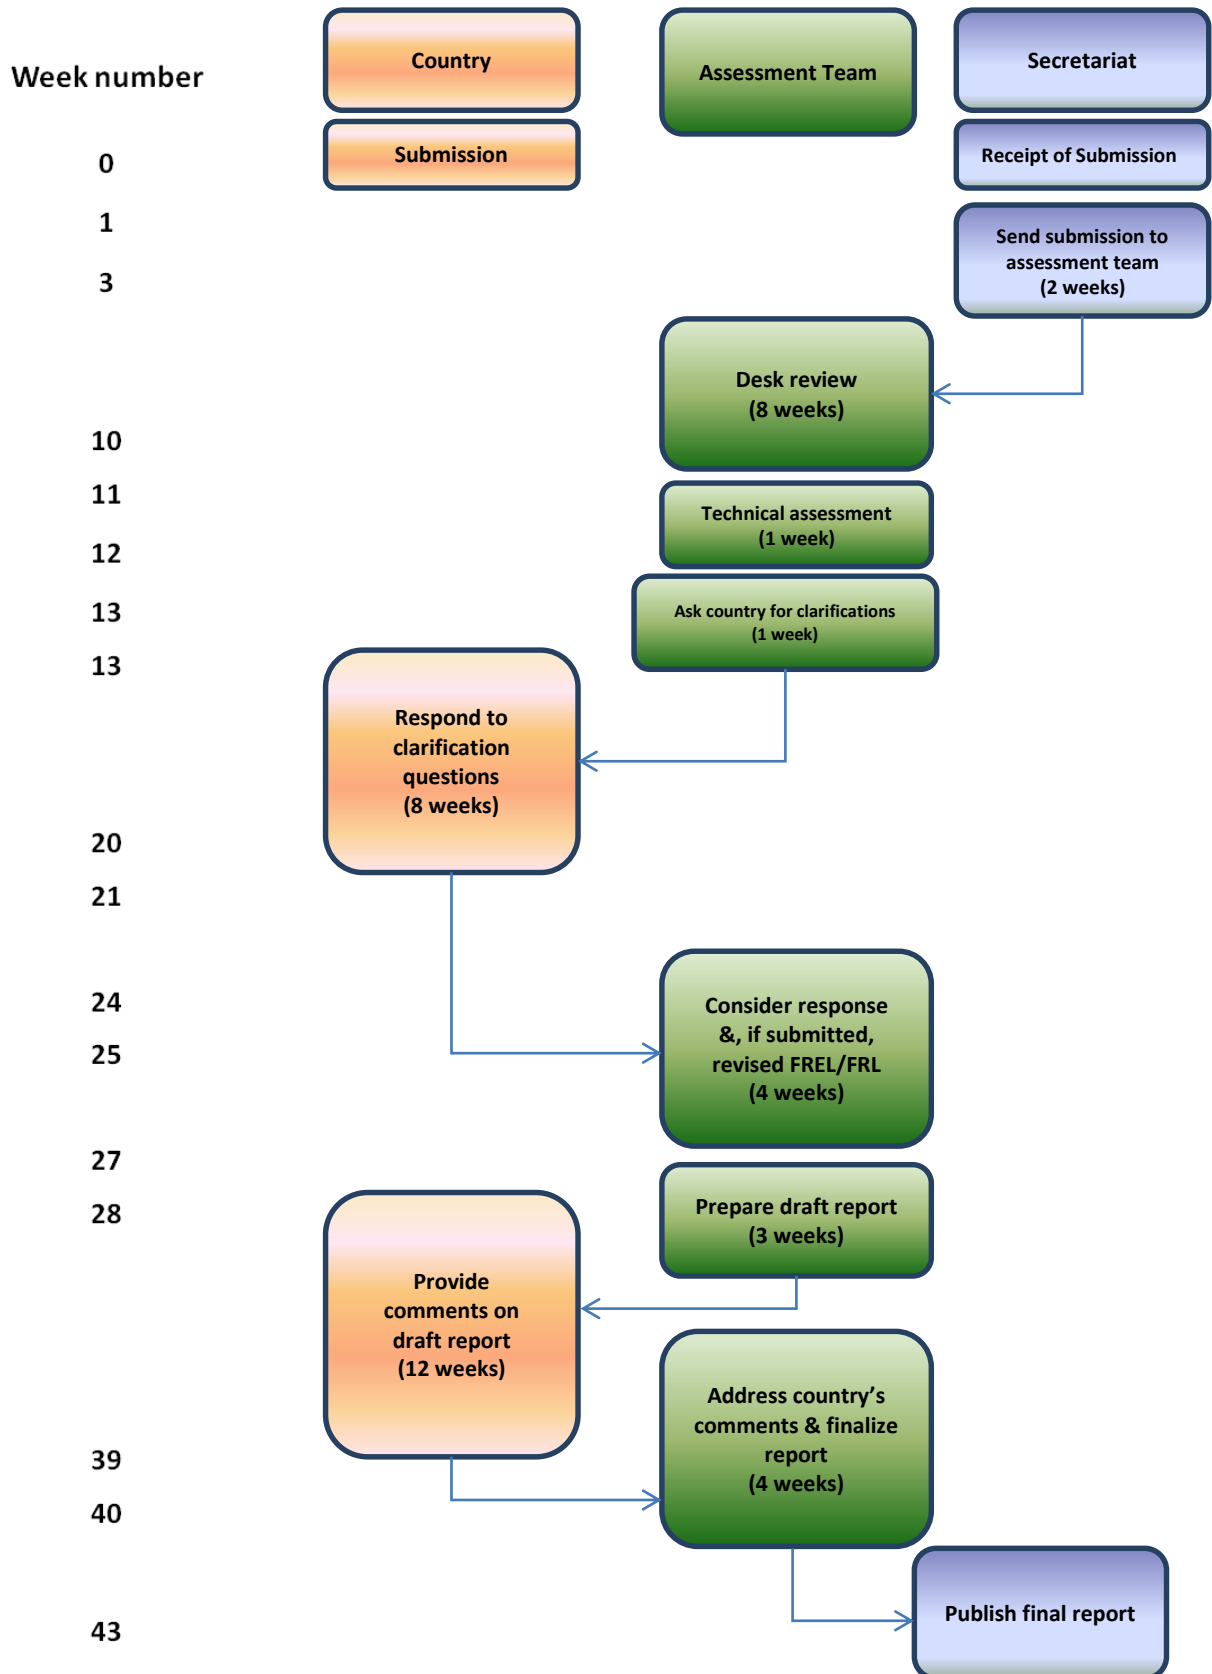 Country
Assessment Team
Secretariat
Week number
0
Submission
Receipt of Submission
1
Send submission to
assessment team
(2 weeks)
3
Desk review
(8 weeks)
10
11
Technical assessment
(1 week)
12
13
Ask country for clarifications
(1 week)
13
Respond to
clarification
questions
(8 weeks)
20
21
24
Consider response
&, if submitted,
revised FREL/FRL
(4 weeks)
25
27
28
Prepare draft report
(3 weeks)
Provide
comments on
draft report
(12 weeks)
Address country’s
comments & finalize
report
(4 weeks)
39
40
Publish final report
43